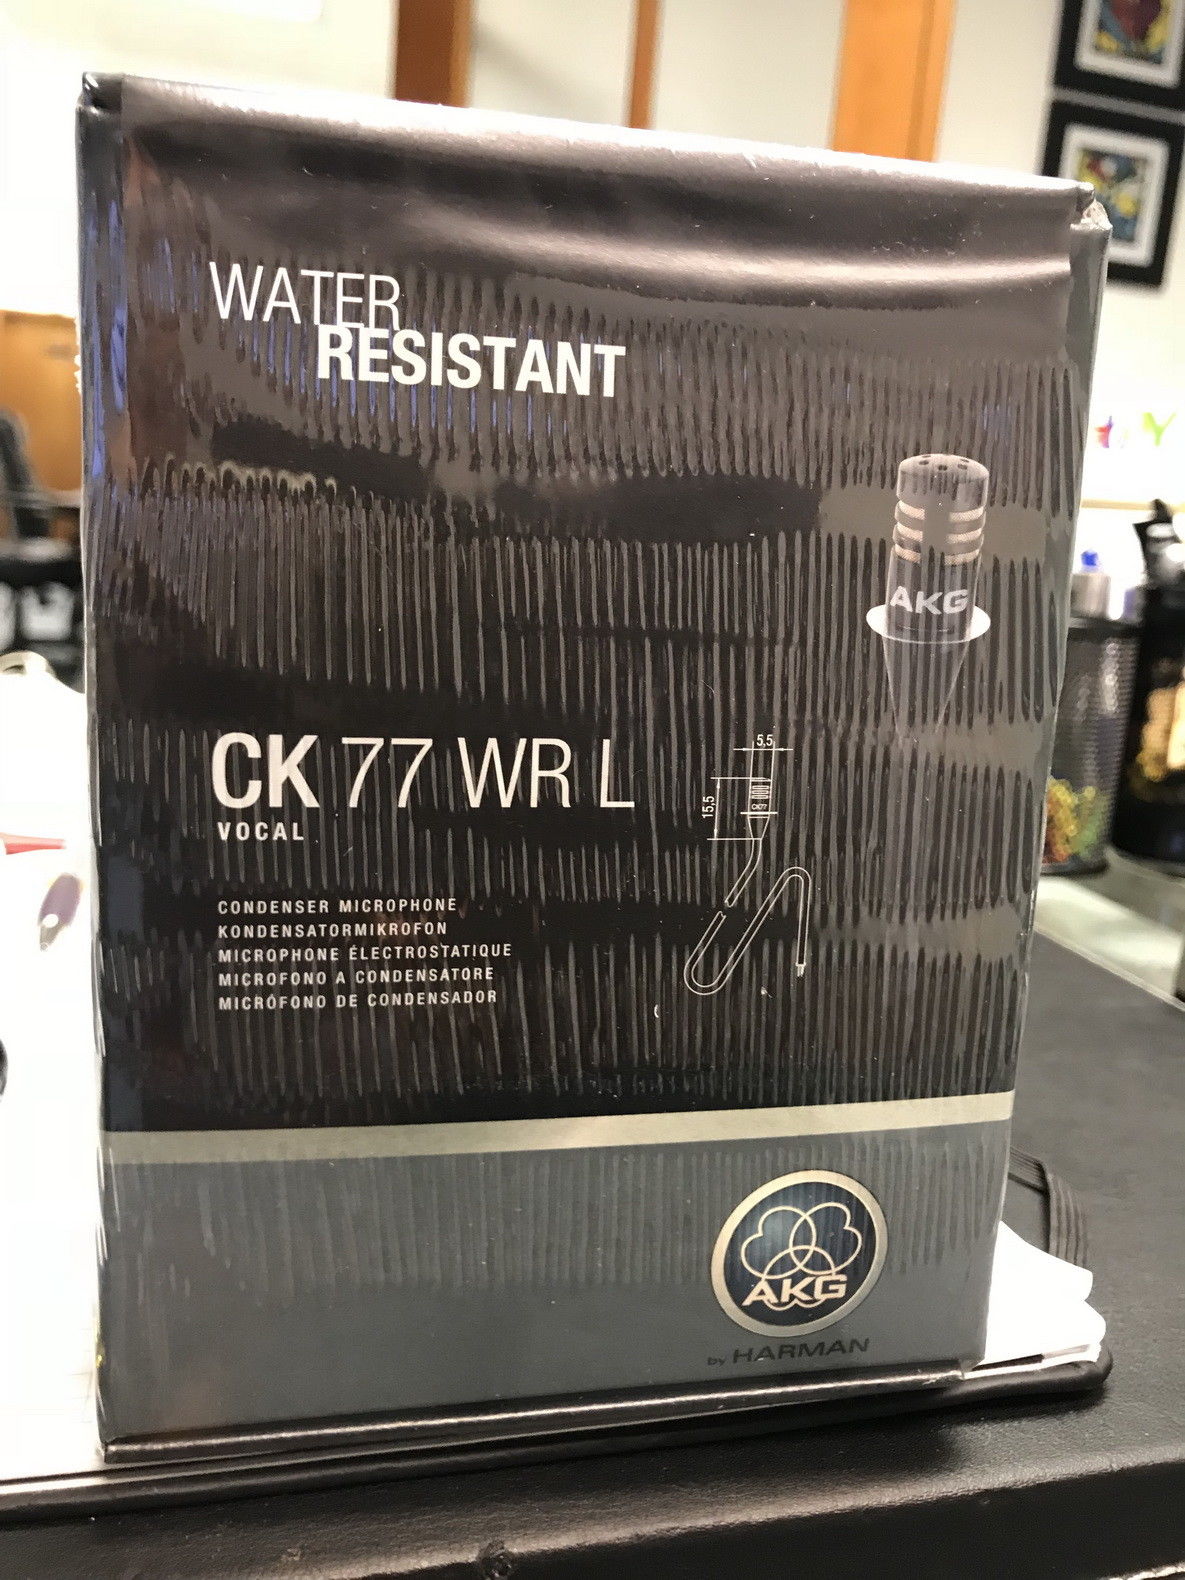 WATER
RESISTANT
AKG
CK 77 WR L
VOCAL
5,5
15,5
CK77
CONDENSER MICROPHONE
KONDENSATORMIKROFON
MICROPHONE ÉLECTROSTATIQUE
MICROFONO A CONDENSATORE
MICRÓFONO DE CONDENSADOR
AKG
by HARMAN